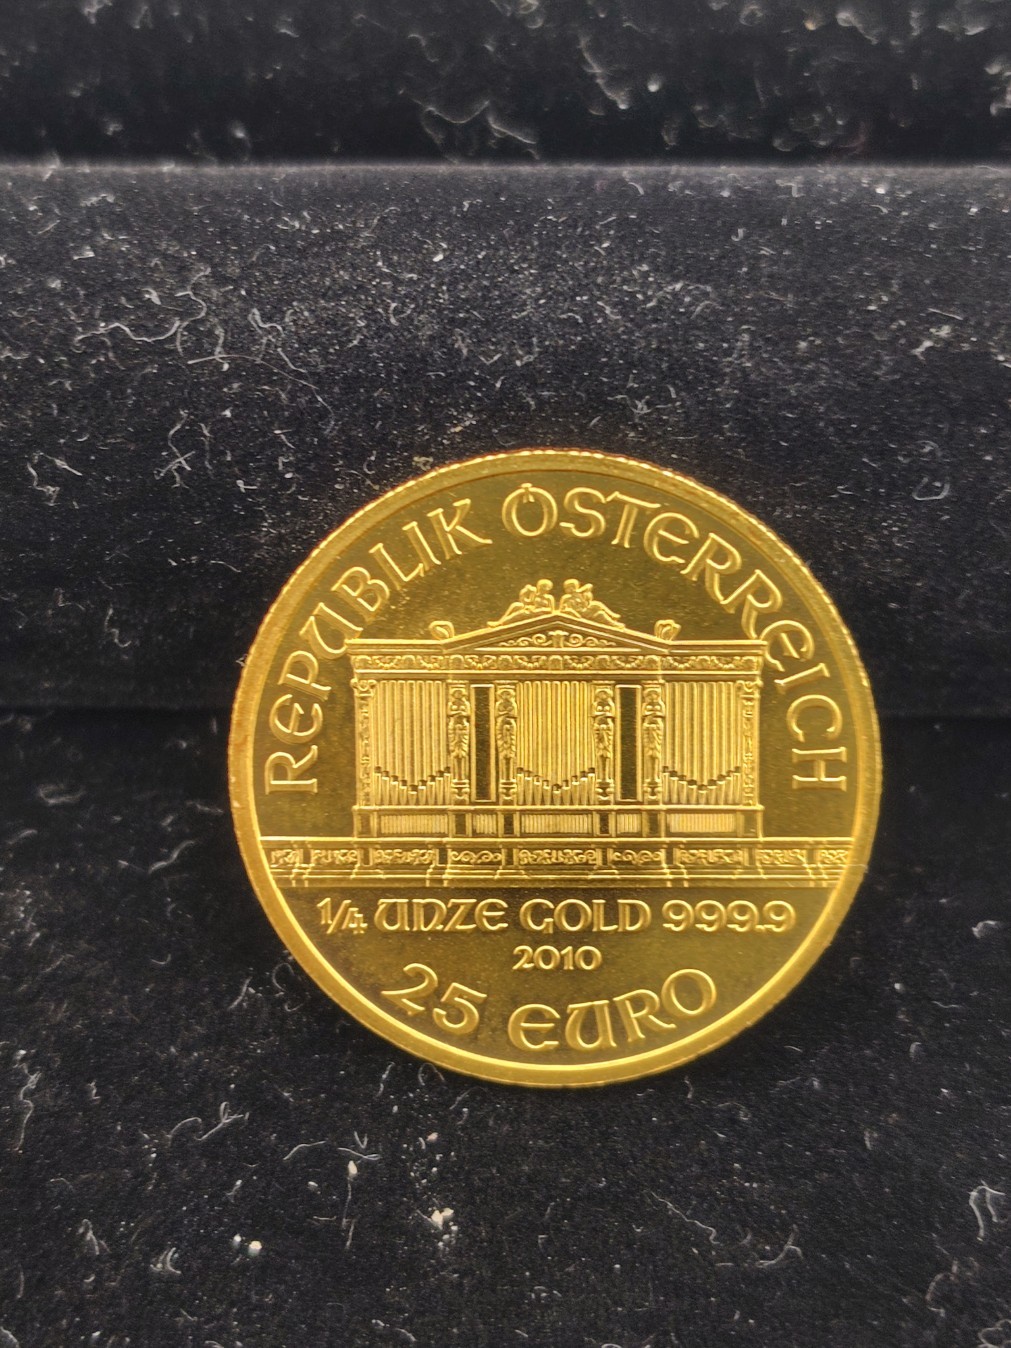 REPUBLIK ÖSTERREICH
1/4 UNZE GOLD 999.9
2010
25 EURO